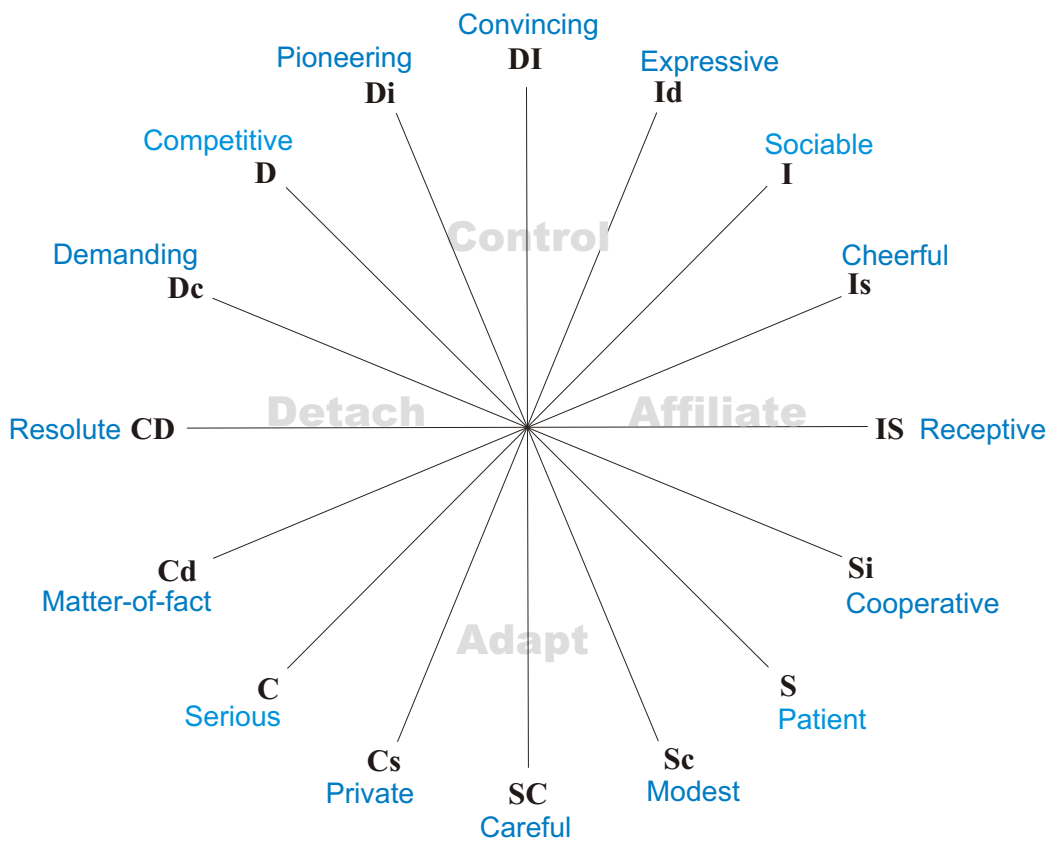 Convincing
DI
Pioneering
Di
Expressive
Id
Competitive
D
Sociable
I
Control
Demanding
Dc
Cheerful
Is
Detach
Affiliate
Resolute CD
IS Receptive
Cd
Matter-of-fact
Si
Cooperative
Adapt
C
Serious
S
Patient
Cs
Private
Sc
Modest
SC
Careful